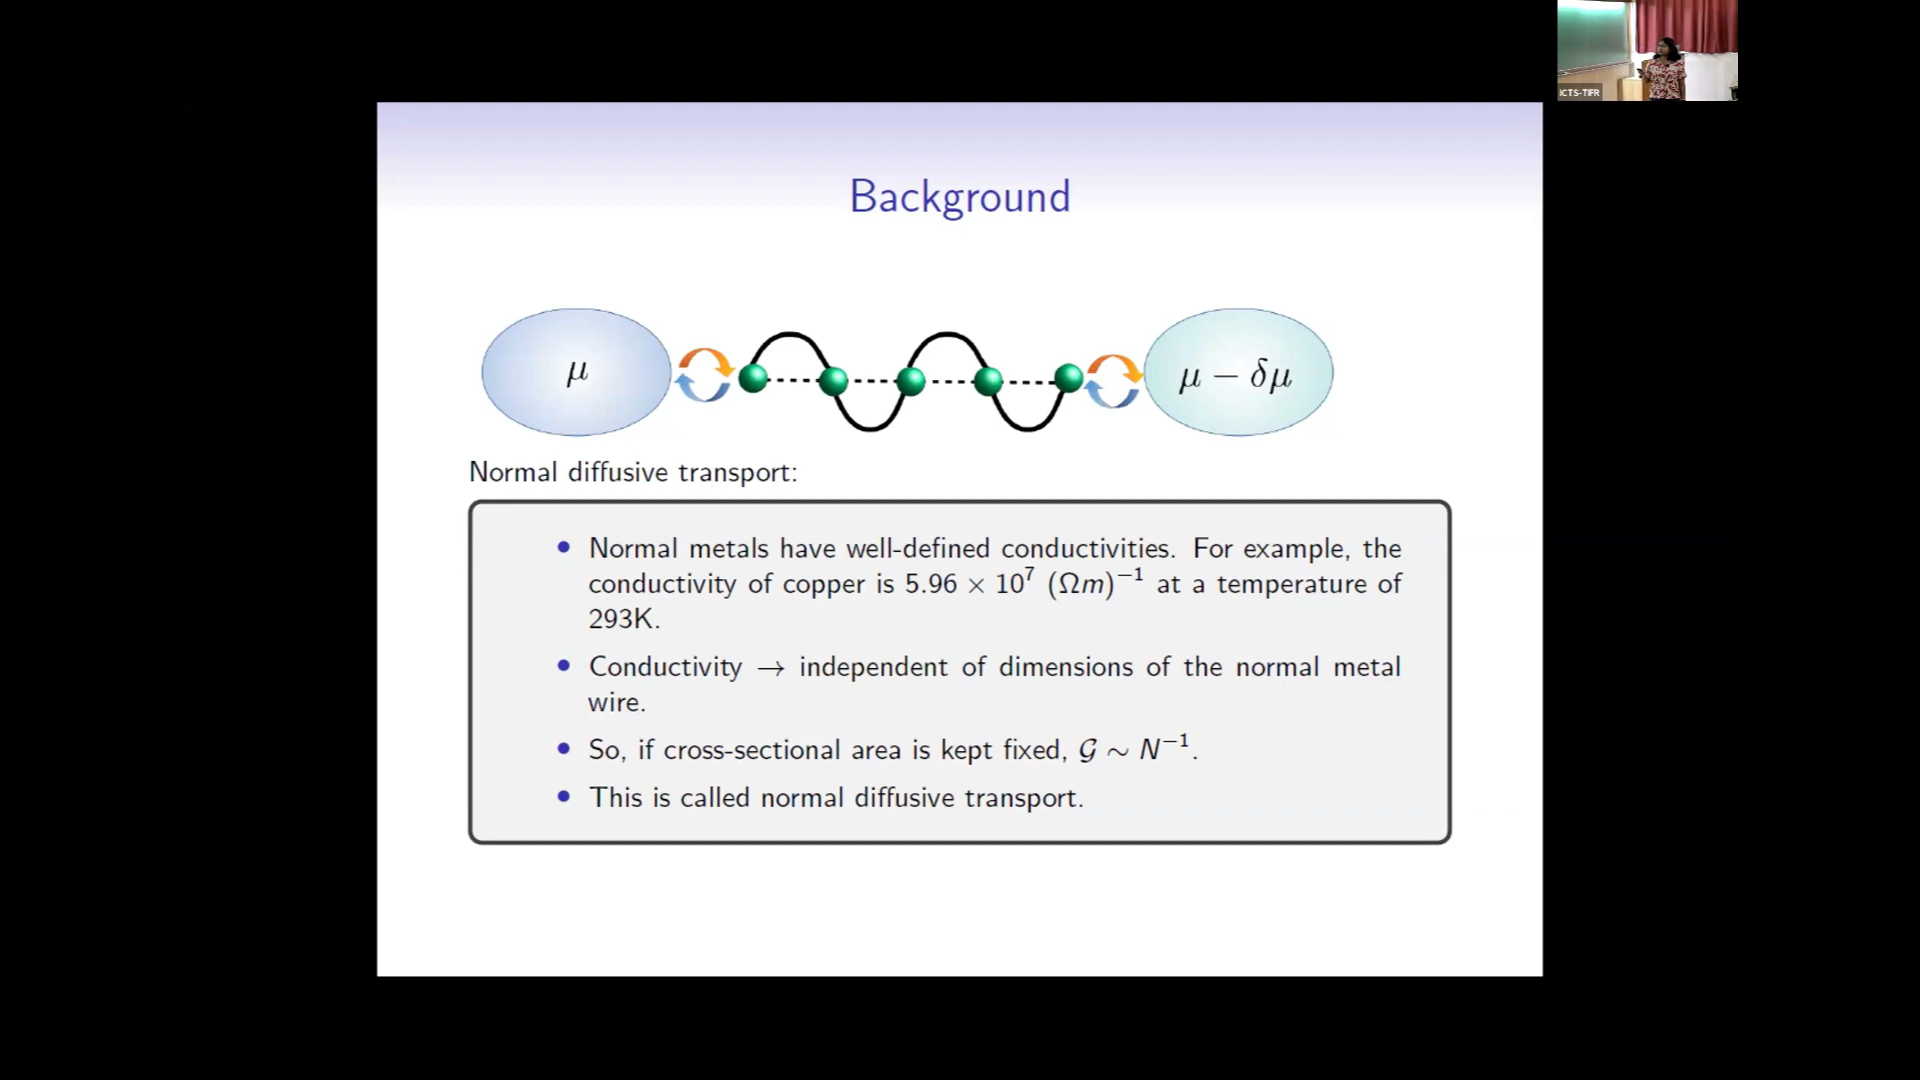 ICTS-TIFR
Background
μ
μ − δμ
Normal diffusive transport:
• Normal metals have well-defined conductivities. For example, the
conductivity of copper is 5.96 × 10⁷ (Ωm)⁻¹ at a temperature of
293K.
• Conductivity → independent of dimensions of the normal metal
wire.
• So, if cross-sectional area is kept fixed, 𝒢 ∼ N⁻¹.
• This is called normal diffusive transport.